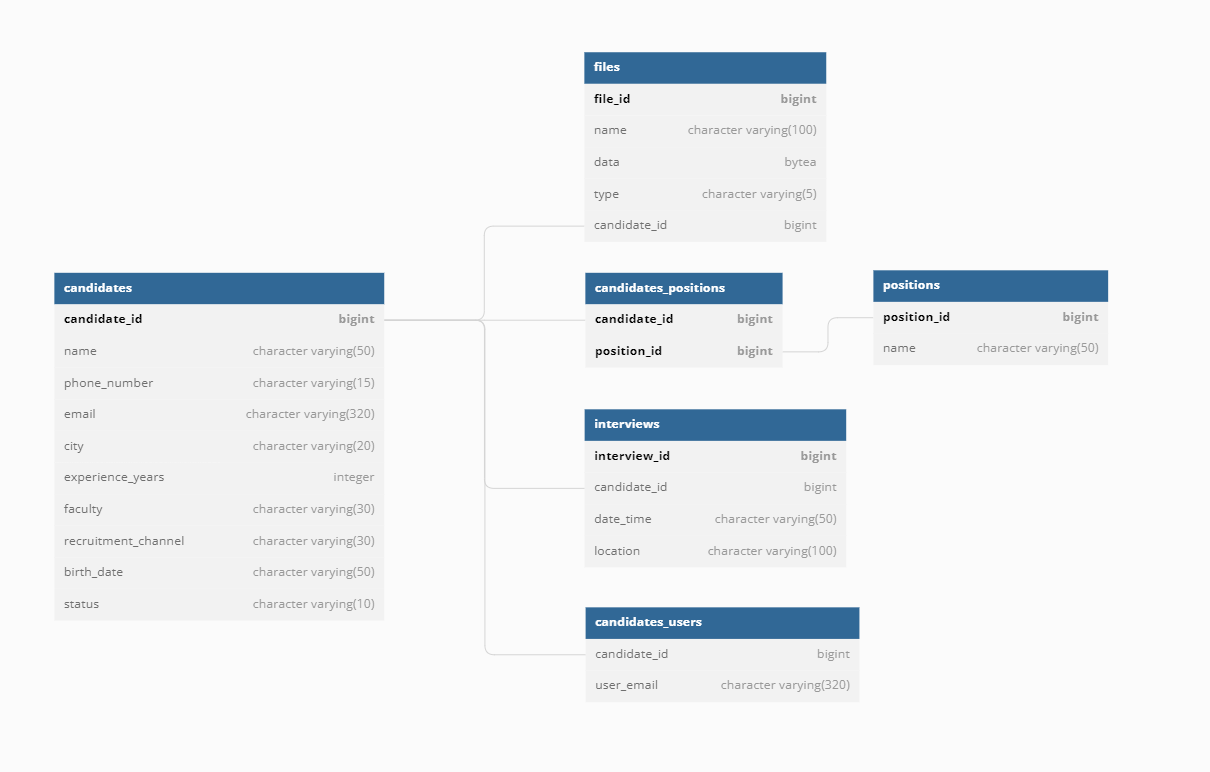 files
file_id bigint
name character varying(100)
data bytea
type character varying(5)
candidate_id bigint
candidates
candidate_id bigint
name character varying(50)
phone_number character varying(15)
email character varying(320)
city character varying(20)
experience_years integer
faculty character varying(30)
recruitment_channel character varying(30)
birth_date character varying(50)
status character varying(10)
candidates_positions
candidate_id bigint
position_id bigint
positions
position_id bigint
name character varying(50)
interviews
interview_id bigint
candidate_id bigint
date_time character varying(50)
location character varying(100)
candidates_users
candidate_id bigint
user_email character varying(320)